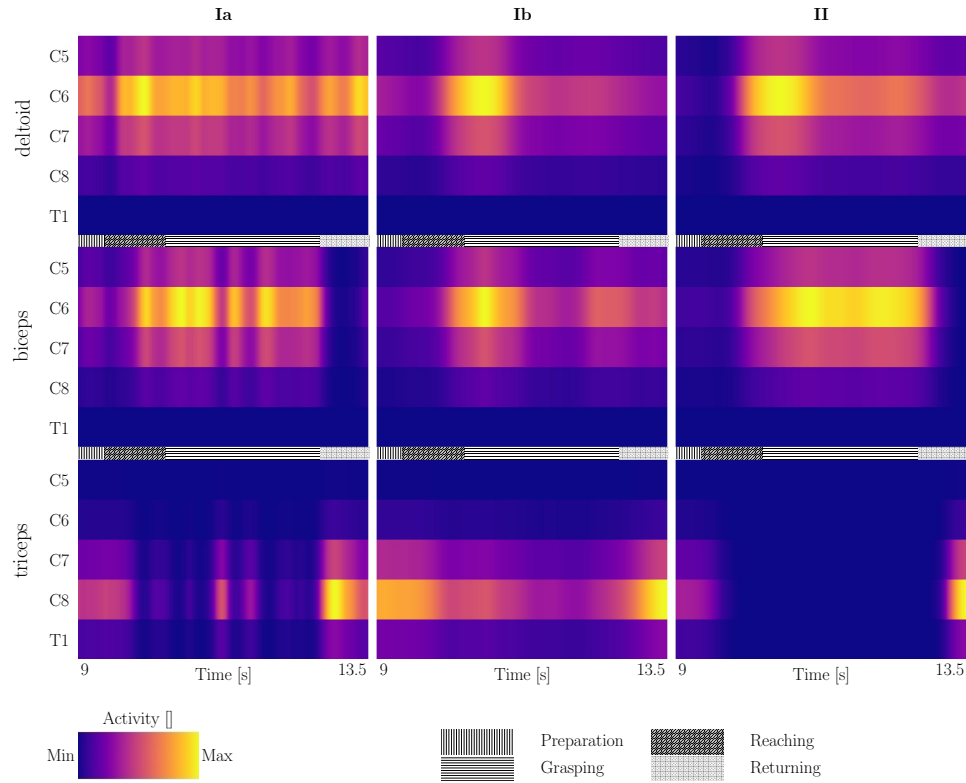 Ia Ib II
deltoid
C5
C6
C7
C8
T1
biceps
C5
C6
C7
C8
T1
triceps
C5
C6
C7
C8
T1
9 13.5 9 13.5 9 13.5
Time [s] Time [s] Time [s]
Activity []
Min Max
Preparation Reaching
Grasping Returning